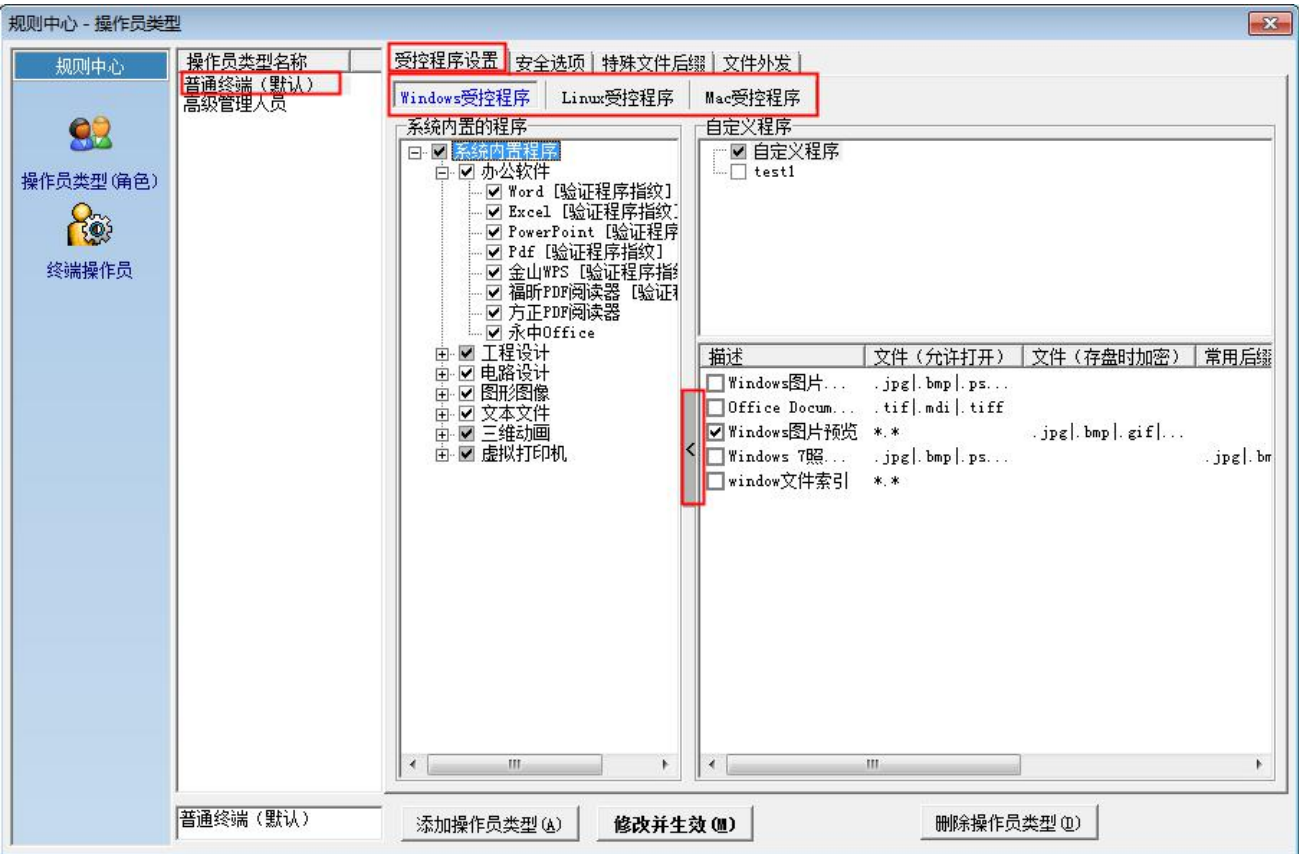 规则中心 - 操作员类型
规则中心
操作员类型(角色)
终端操作员
操作员类型名称
普通终端（默认）
高级管理人员
受控程序设置 安全选项 特殊文件后缀 文件外发
Windows受控程序 Linux受控程序 Mac受控程序
系统内置的程序
系统内置程序
办公软件
Word [验证程序指纹]
Excel [验证程序指纹]
PowerPoint [验证程序
Pdf [验证程序指纹]
金山WPS [验证程序指
福昕PDF阅读器 [验证
方正PDF阅读器
永中Office
工程设计
电路设计
图形图像
文本文件
三维动画
虚拟打印机
自定义程序
自定义程序
test1
描述 文件（允许打开） 文件（存盘时加密） 常用后缀
Windows图片... .jpg|.bmp|.ps...
Office Docum... .tif|.mdi|.tiff
Windows图片预览 *.* .jpg|.bmp|.gif|...
Windows 7照... .jpg|.bmp|.ps... .jpg|.bm
window文件索引 *.*
<
普通终端（默认） 添加操作员类型(A) 修改并生效(M) 删除操作员类型(D)